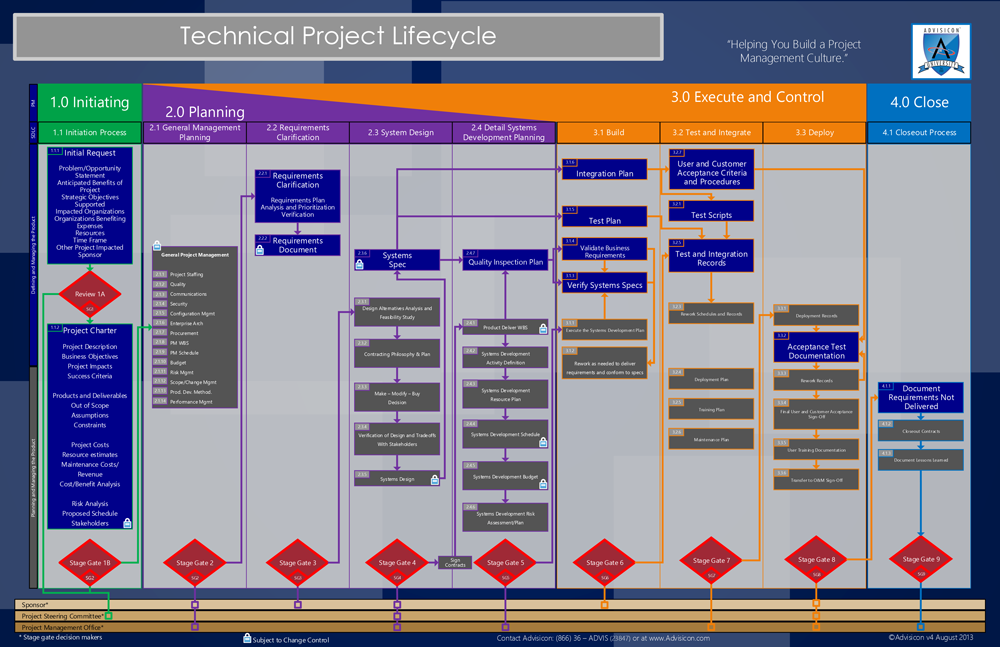 Technical Project Lifecycle
"Helping You Build a Project
Management Culture."
ADVISICON
UNIVERSITY
PM
1.0 Initiating
2.0 Planning
3.0 Execute and Control
4.0 Close
SDLC
1.1 Initiation Process
2.1 General Management
Planning
2.2 Requirements
Clarification
2.3 System Design
2.4 Detail Systems
Development Planning
3.1 Build
3.2 Test and Integrate
3.3 Deploy
4.1 Closeout Process
Defining and Managing the Product
Planning and Managing the Product
1.1.1
Initial Request
Problem/Opportunity
Statement
Anticipated Benefits of
Project
Strategic Objectives
Supported
Impacted Organizations
Organizations Benefiting
Expenses
Resources
Time Frame
Other Project Impacted
Sponsor
Review 1A
SG1
1.1.2
Project Charter
Project Description
Business Objectives
Project Impacts
Success Criteria
Products and Deliverables
Out of Scope
Assumptions
Constraints
Project Costs
Resource estimates
Maintenance Costs/
Revenue
Cost/Benefit Analysis
Risk Analysis
Proposed Schedule
Stakeholders
Stage Gate 1B
SG2
General Project Management
2.1.1 Project Staffing
2.1.2 Quality
2.1.3 Communications
2.1.4 Security
2.1.5 Configuration Mgmt
2.1.6 Enterprise Arch
2.1.7 Procurement
2.1.8 PM WBS
2.1.9 PM Schedule
2.1.10 Budget
2.1.11 Risk Mgmt
2.1.12 Scope/Change Mgmt
2.1.13 Prod. Dev. Method.
2.1.14 Performance Mgmt
Stage Gate 2
SG2
2.2.1
Requirements
Clarification
Requirements Plan
Analysis and Prioritization
Verification
2.2.2
Requirements
Document
Stage Gate 3
SG3
2.3.6
Systems
Spec
2.3.1
Design Alternatives Analysis and
Feasibility Study
2.3.2
Contracting Philosophy & Plan
2.3.3
Make – Modify – Buy
Decision
2.3.4
Verification of Design and Tradeoffs
With Stakeholders
2.3.5
Systems Design
Stage Gate 4
SG4
Sign
Contracts
2.4.7
Quality Inspection Plan
2.4.1
Product Deliver WBS
2.4.2
Systems Development
Activity Definition
2.4.3
Systems Development
Resource Plan
2.4.4
Systems Development Schedule
2.4.5
Systems Development Budget
2.4.6
Systems Development Risk
Assessment/Plan
Stage Gate 5
SG5
3.1.6
Integration Plan
3.1.5
Test Plan
3.1.4
Validate Business
Requirements
3.1.3
Verify Systems Specs
Execute the Systems Development Plan
3.1.2
Rework as needed to deliver
requirements and conform to specs
Stage Gate 6
SG6
3.2.7
User and Customer
Acceptance Criteria
and Procedures
3.2.1
Test Scripts
Test and Integration
Records
3.2.3
Rework Schedules and Records
3.2.4
Deployment Plan
3.2.5
Training Plan
3.2.6
Maintenance Plan
Stage Gate 7
SG7
3.3.1
Deployment Records
3.3.2
Acceptance Test
Documentation
3.3.3
Rework Records
3.3.4
Final User and Customer Acceptance
Sign-Off
3.3.5
User Training Documentation
3.3.6
Transfer to O&M Sign-Off
Stage Gate 8
SG8
4.1.1
Document
Requirements Not
Delivered
4.1.2
Closeout Contracts
4.1.3
Document Lessons Learned
Stage Gate 9
SG9
Sponsor*
Project Steering Committee*
Project Management Office*
* Stage gate decision makers
Subject to Change Control
Contact Advisicon: (866) 36 – ADVIS (23847) or at www.Advisicon.com
©Advisicon v4 August 2013